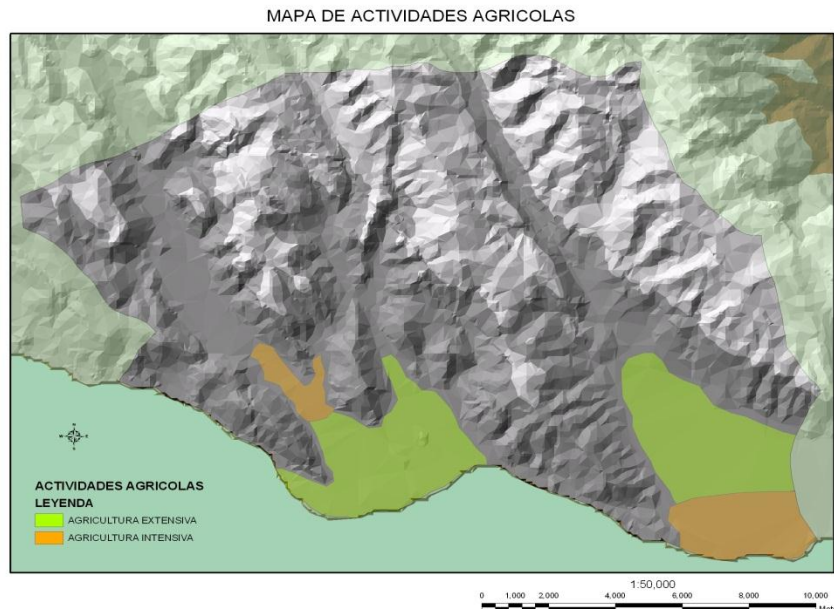 MAPA DE ACTIVIDADES AGRICOLAS
ACTIVIDADES AGRICOLAS
LEYENDA
AGRICULTURA EXTENSIVA
AGRICULTURA INTENSIVA
1:50,000
0 1,000 2,000 4,000 6,000 8,000 10,000